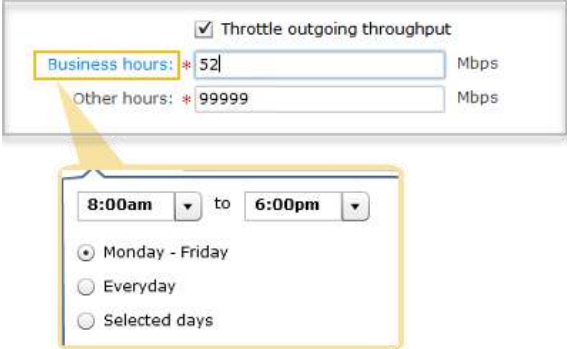 Throttle outgoing throughput
Business hours: * 52 Mbps
Other hours: * 99999 Mbps
8:00am to 6:00pm
Monday - Friday
Everyday
Selected days